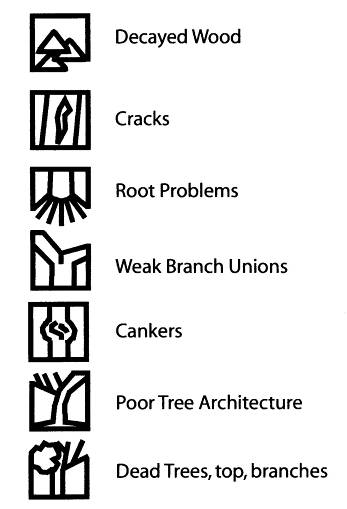 Decayed Wood
Cracks
Root Problems
Weak Branch Unions
Cankers
Poor Tree Architecture
Dead Trees, top, branches